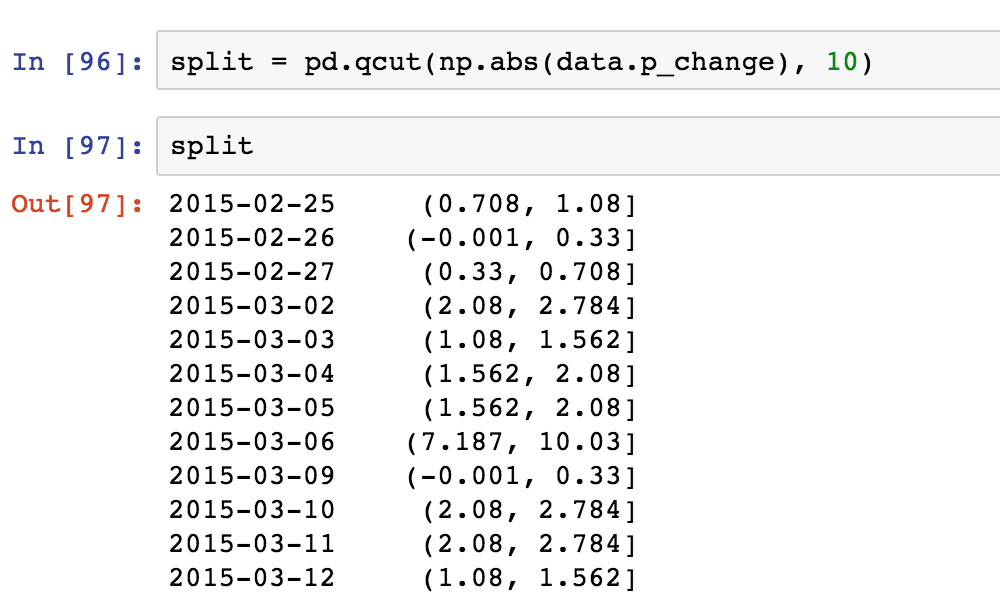 In [96]: split = pd.qcut(np.abs(data.p_change), 10)
In [97]: split
Out[97]: 2015-02-25 (0.708, 1.08]
2015-02-26 (-0.001, 0.33]
2015-02-27 (0.33, 0.708]
2015-03-02 (2.08, 2.784]
2015-03-03 (1.08, 1.562]
2015-03-04 (1.562, 2.08]
2015-03-05 (1.562, 2.08]
2015-03-06 (7.187, 10.03]
2015-03-09 (-0.001, 0.33]
2015-03-10 (2.08, 2.784]
2015-03-11 (2.08, 2.784]
2015-03-12 (1.08, 1.562]